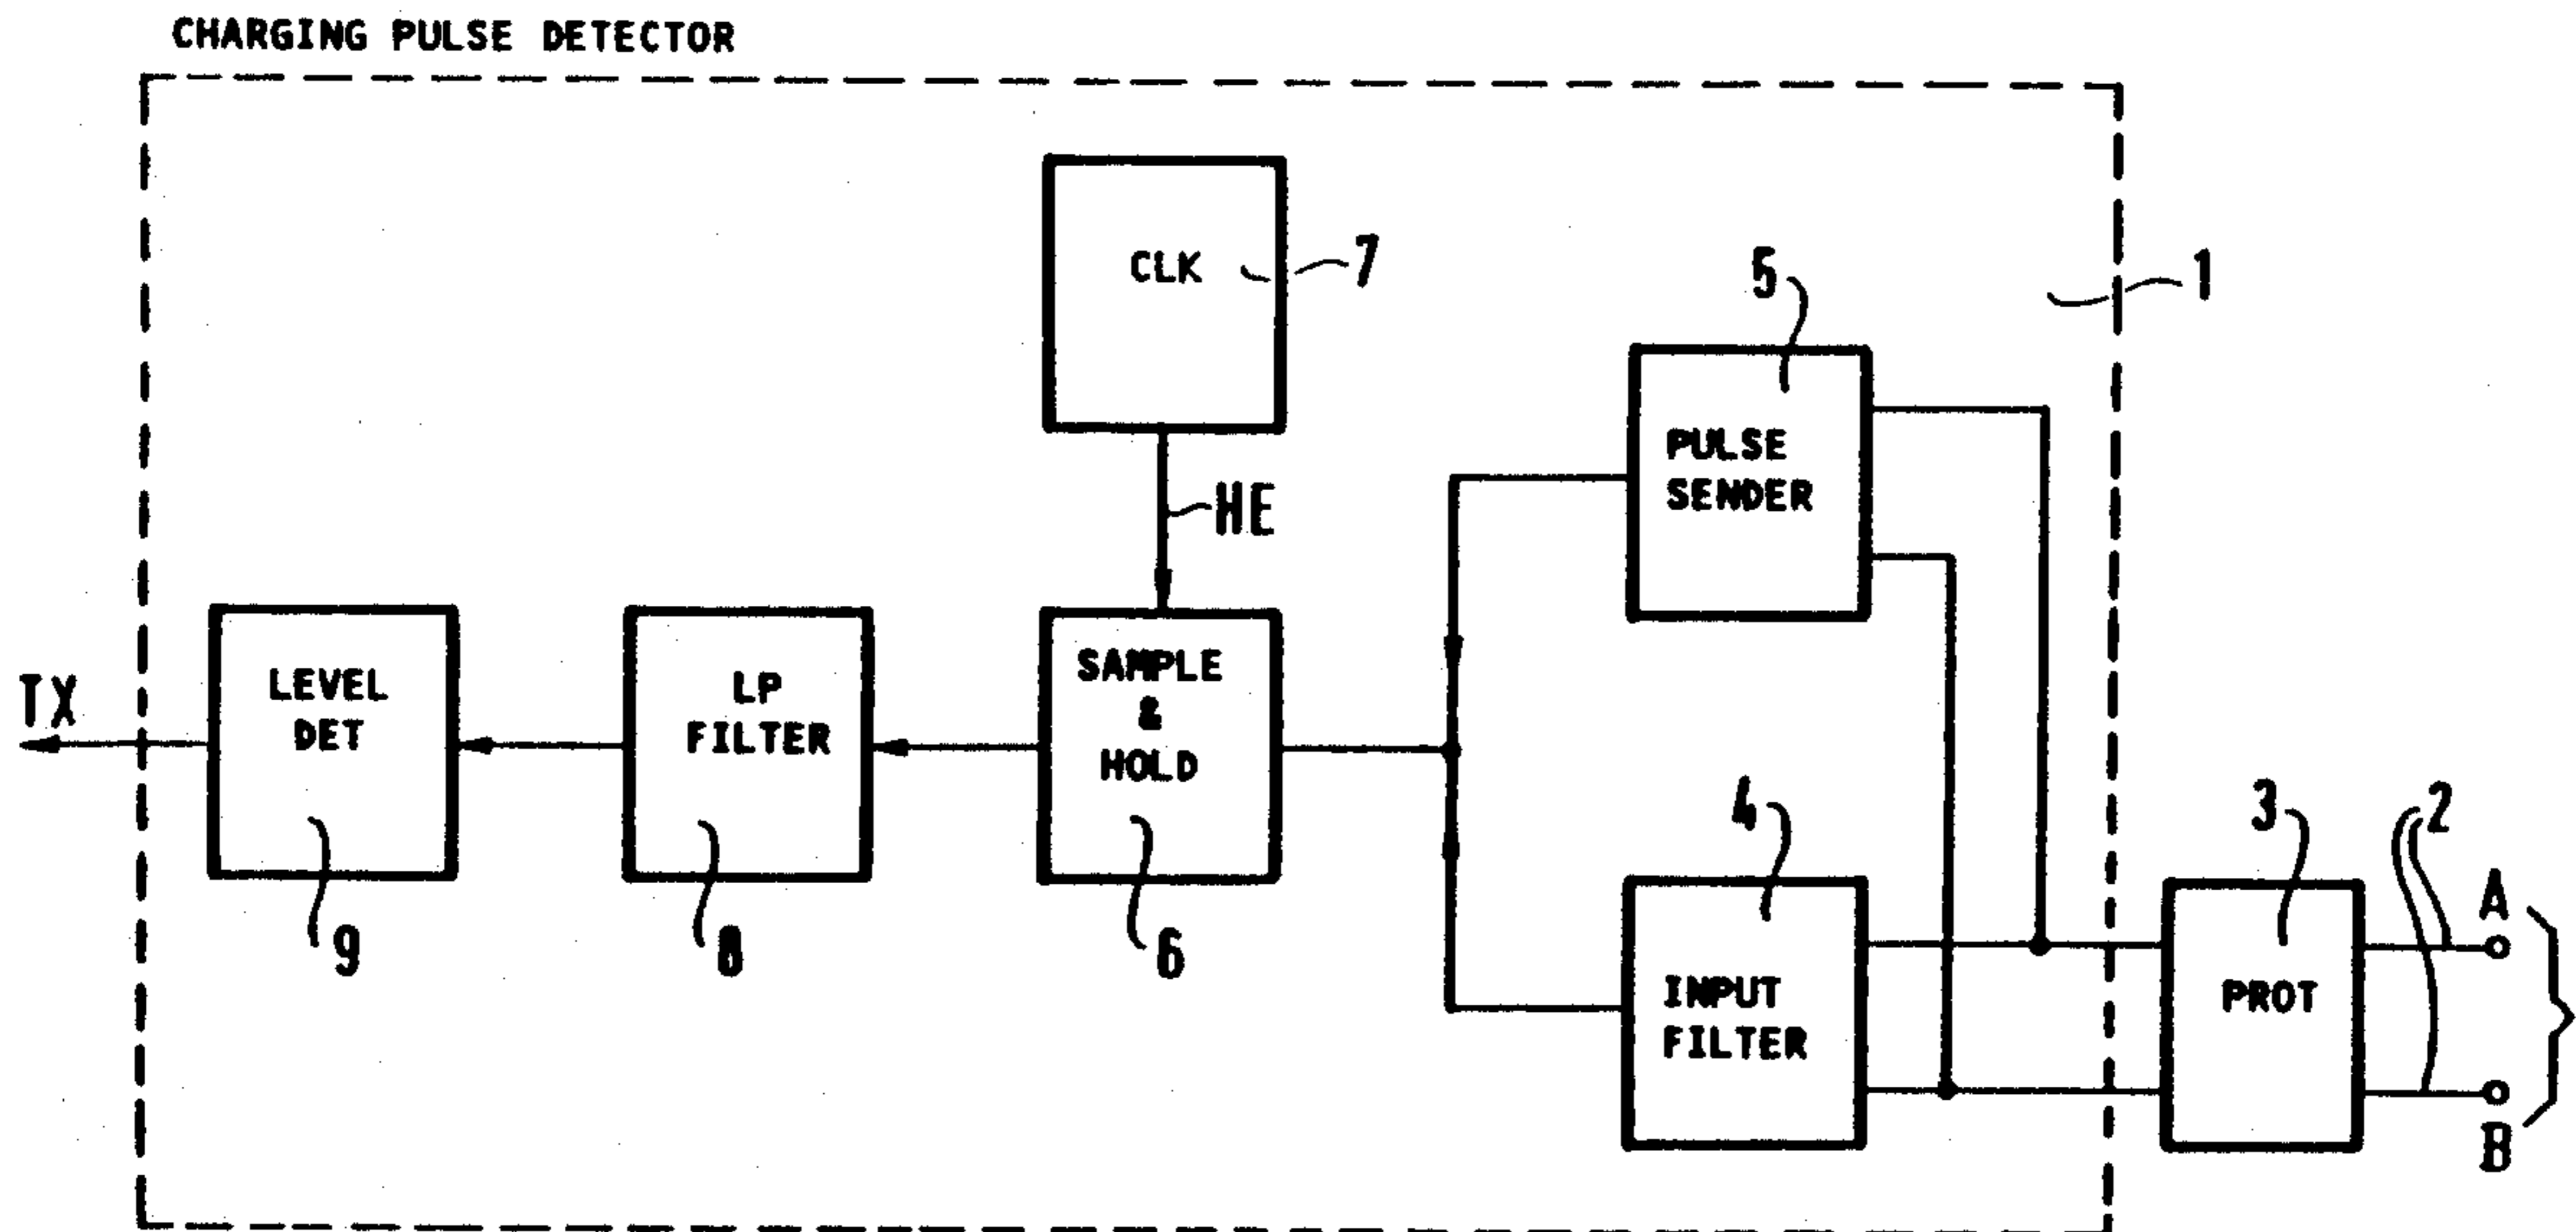 CHARGING PULSE DETECTOR
CLK
7
5
1
PULSE
SENDER
HE
TX
LEVEL
DET
LP
FILTER
SAMPLE
&
HOLD
4
3
2
A
9
8
6
INPUT
FILTER
PROT
B